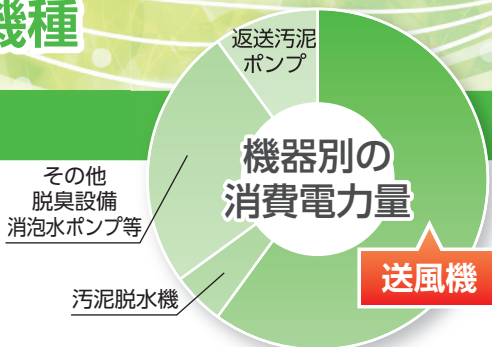 機種
返送汚泥
ポンプ
機器別の
消費電力量
その他
脱臭設備
消泡水ポンプ等
汚泥脱水機
送風機